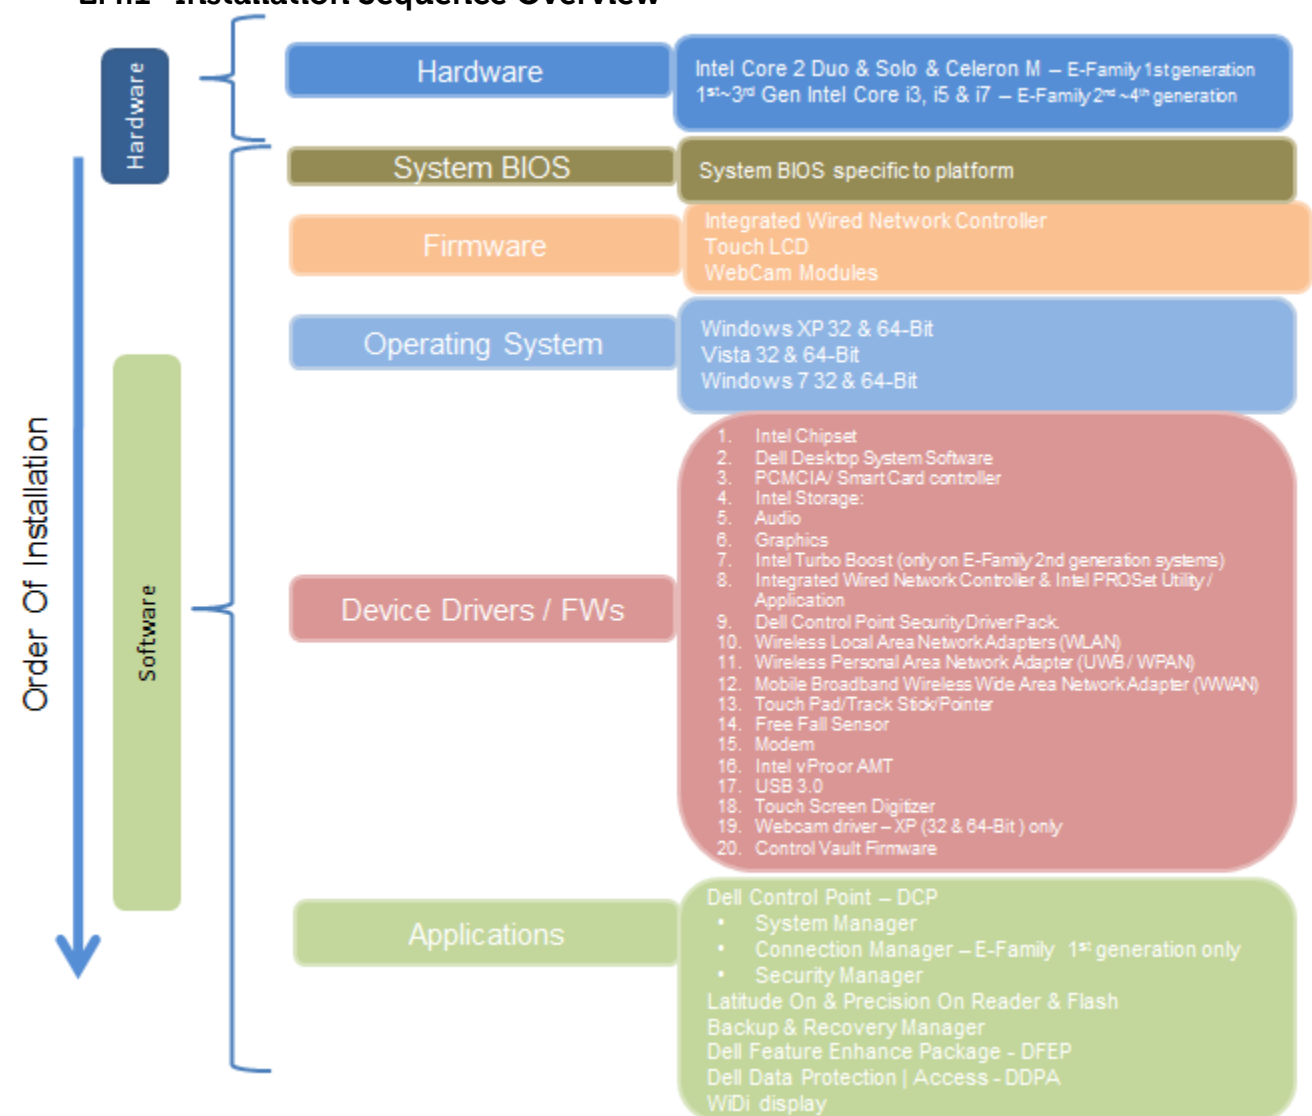 Installation Sequence Overview
Hardware
Hardware
Intel Core 2 Duo & Solo & Celeron M – E-Family 1st generation
1st~3rd Gen Intel Core i3, i5 & i7 – E-Family 2nd ~4th generation
System BIOS
System BIOS specific to platform
Firmware
Integrated Wired Network Controller
Touch LCD
WebCam Modules
Operating System
Windows XP 32 & 64-Bit
Vista 32 & 64-Bit
Windows 7 32 & 64-Bit
Order Of Installation
Software
Device Drivers / FWs
1. Intel Chipset
2. Dell Desktop System Software
3. PCMCIA/ Smart Card controller
4. Intel Storage:
5. Audio
6. Graphics
7. Intel Turbo Boost (only on E-Family 2nd generation systems)
8. Integrated Wired Network Controller & Intel PROSet Utility /
Application
9. Dell Control Point Security Driver Pack.
10. Wireless Local Area Network Adapters (WLAN)
11. Wireless Personal Area Network Adapter (UWB / WPAN)
12. Mobile Broadband Wireless Wide Area Network Adapter (WWAN)
13. Touch Pad/Track Stick/Pointer
14. Free Fall Sensor
15. Modem
16. Intel vPro or AMT
17. USB 3.0
18. Touch Screen Digitizer
19. Webcam driver – XP (32 & 64-Bit ) only
20. Control Vault Firmware
Applications
Dell Control Point – DCP
• System Manager
• Connection Manager – E-Family 1st generation only
• Security Manager
Latitude On & Precision On Reader & Flash
Backup & Recovery Manager
Dell Feature Enhance Package - DFEP
Dell Data Protection | Access - DDPA
WiDi display